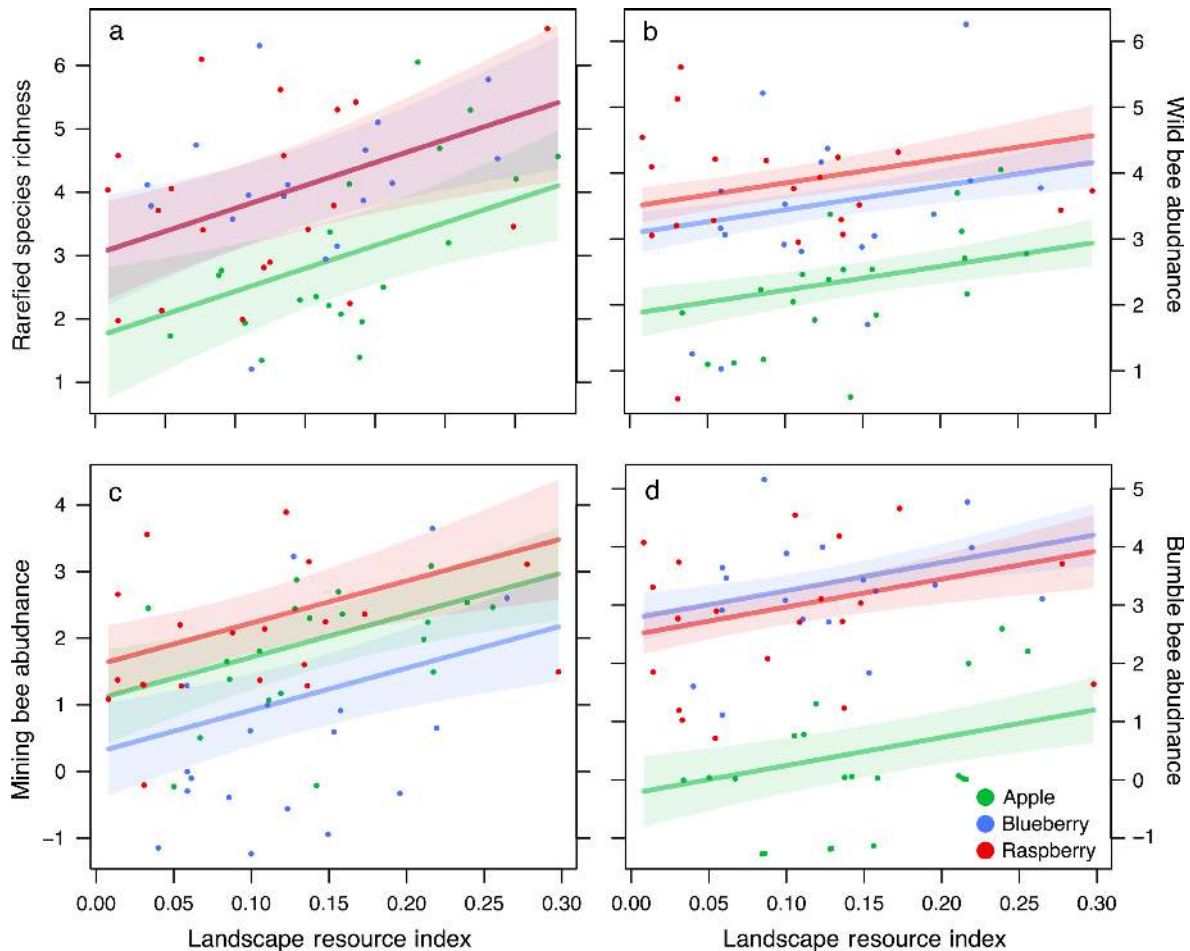 a
Rarefied species richness
6
5
4
3
2
1
b
Wild bee abudnance
6
5
4
3
2
1
c
Mining bee abudnance
4
3
2
1
0
−1
0.00 0.05 0.10 0.15 0.20 0.25 0.30
Landscape resource index
d
Bumble bee abudnance
5
4
3
2
1
0
−1
Apple
Blueberry
Raspberry
0.00 0.05 0.10 0.15 0.20 0.25 0.30
Landscape resource index